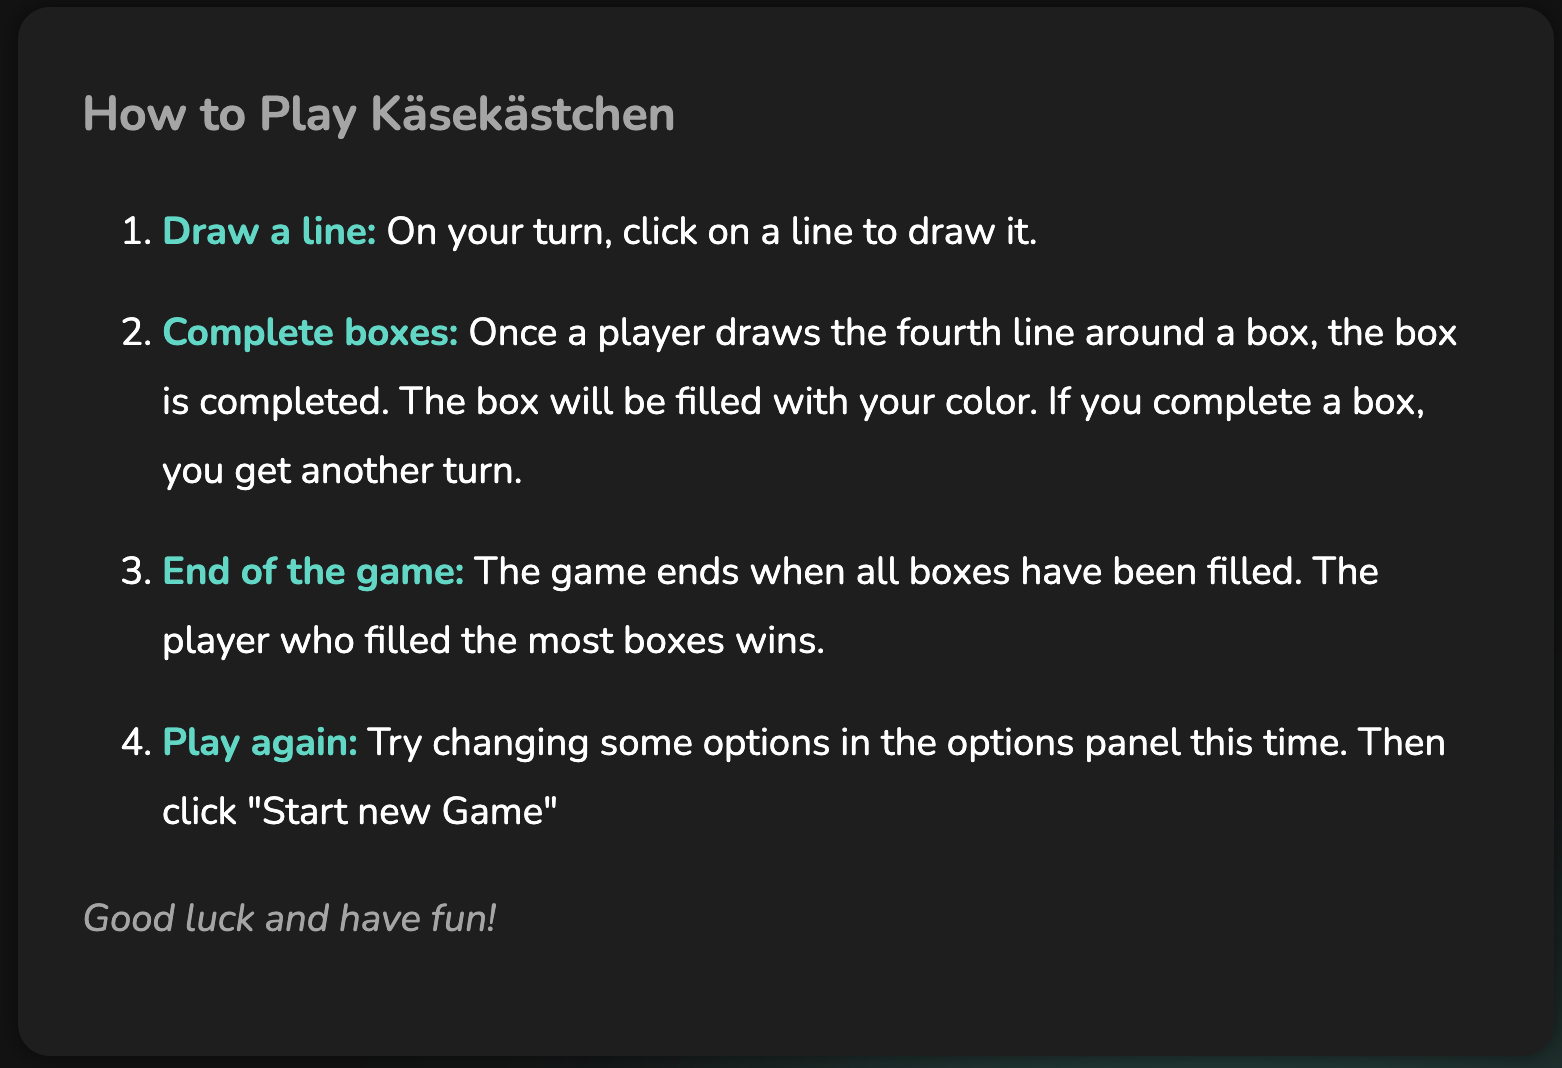 How to Play Käsekästchen
1. Draw a line: On your turn, click on a line to draw it.
2. Complete boxes: Once a player draws the fourth line around a box, the box
is completed. The box will be filled with your color. If you complete a box,
you get another turn.
3. End of the game: The game ends when all boxes have been filled. The
player who filled the most boxes wins.
4. Play again: Try changing some options in the options panel this time. Then
click "Start new Game"
Good luck and have fun!